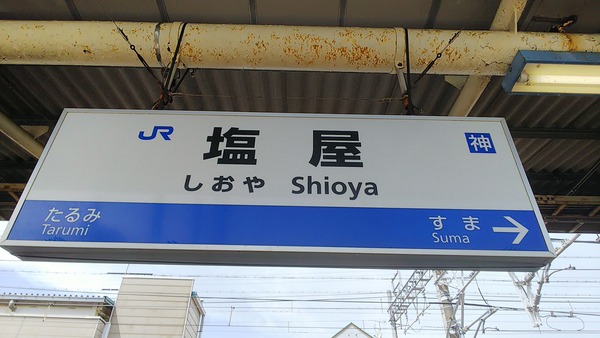 JR 塩屋 神
しおや Shioya
たるみ すま →
Tarumi Suma